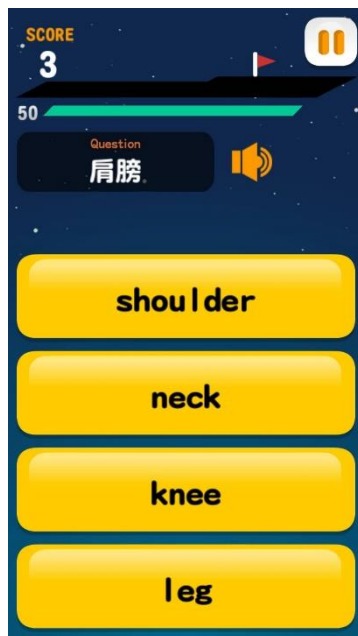 SCORE
3
50
Question
肩膀
shoulder
neck
knee
leg